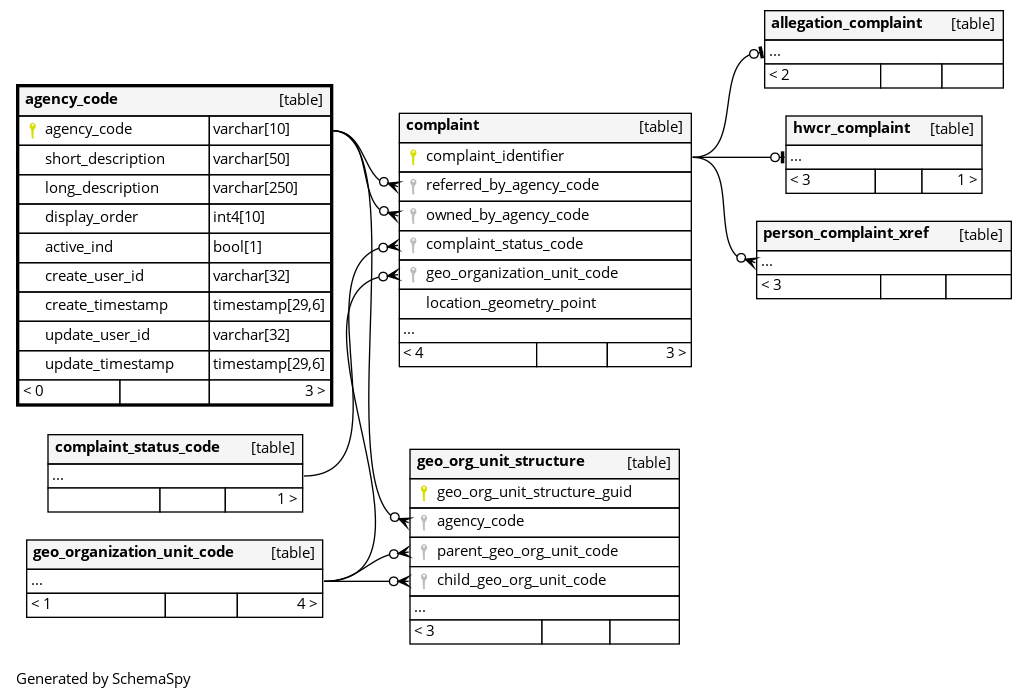 agency_code [table]
agency_code varchar[10]
short_description varchar[50]
long_description varchar[250]
display_order int4[10]
active_ind bool[1]
create_user_id varchar[32]
create_timestamp timestamp[29,6]
update_user_id varchar[32]
update_timestamp timestamp[29,6]
< 0 3 >
complaint_status_code [table]
...
1 >
geo_organization_unit_code [table]
...
< 1 4 >
complaint [table]
complaint_identifier
referred_by_agency_code
owned_by_agency_code
complaint_status_code
geo_organization_unit_code
location_geometry_point
...
< 4 3 >
geo_org_unit_structure [table]
geo_org_unit_structure_guid
agency_code
parent_geo_org_unit_code
child_geo_org_unit_code
...
< 3
allegation_complaint [table]
...
< 2
hwcr_complaint [table]
...
< 3 1 >
person_complaint_xref [table]
...
< 3
Generated by SchemaSpy